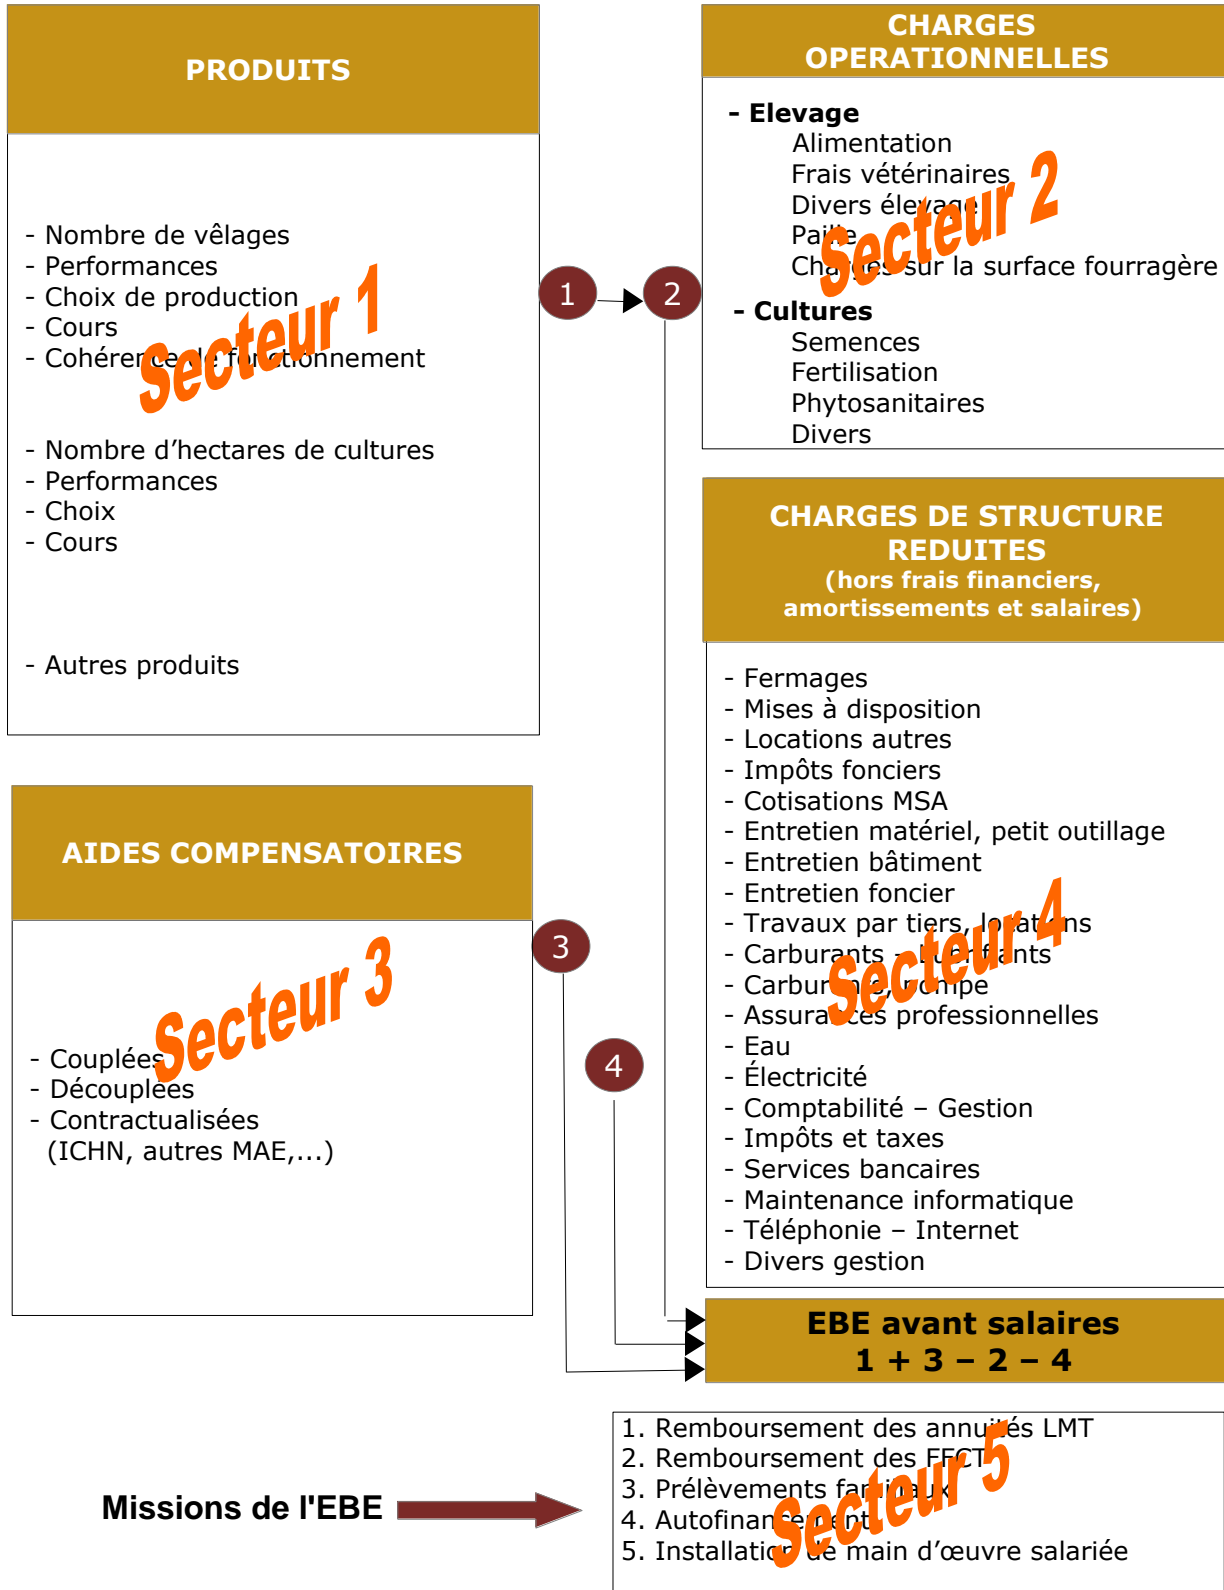 PRODUITS
- Nombre de vêlages
- Performances
- Choix de production
- Cours
- Cohérence de fonctionnement
- Nombre d’hectares de cultures
- Performances
- Choix
- Cours
- Autres produits
Secteur 1
1
2
CHARGES
OPERATIONNELLES
- Elevage
Alimentation
Frais vétérinaires
Divers élevage
Paille
Charges sur la surface fourragère
- Cultures
Semences
Fertilisation
Phytosanitaires
Divers
Secteur 2
AIDES COMPENSATOIRES
- Couplées
- Découplées
- Contractualisées
(ICHN, autres MAE,...)
Secteur 3
3
4
CHARGES DE STRUCTURE
REDUITES
(hors frais financiers,
amortissements et salaires)
- Fermages
- Mises à disposition
- Locations autres
- Impôts fonciers
- Cotisations MSA
- Entretien matériel, petit outillage
- Entretien bâtiment
- Entretien foncier
- Travaux par tiers, locations
- Carburants – Lubrifiants
- Carburants, pompe
- Assurances professionnelles
- Eau
- Électricité
- Comptabilité – Gestion
- Impôts et taxes
- Services bancaires
- Maintenance informatique
- Téléphonie – Internet
- Divers gestion
Secteur 4
EBE avant salaires
1 + 3 – 2 – 4
Missions de l'EBE
1. Remboursement des annuités LMT
2. Remboursement des FFCT
3. Prélèvements familiaux
4. Autofinancement
5. Installation de main d’œuvre salariée
Secteur 5